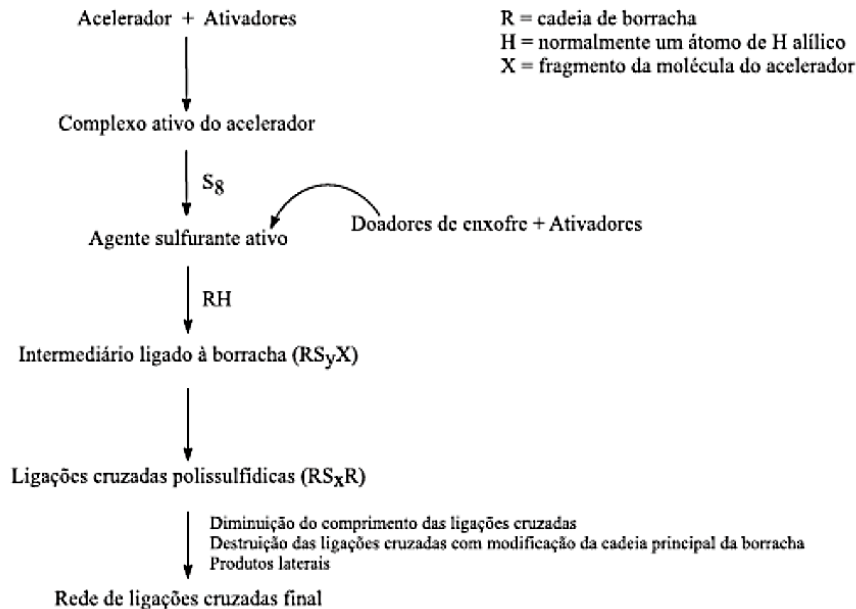 Acelerador + Ativadores
R = cadeia de borracha
H = normalmente um átomo de H alílico
X = fragmento da molécula do acelerador
Complexo ativo do acelerador
S8
Doadores de enxofre + Ativadores
Agente sulfurante ativo
RH
Intermediário ligado à borracha (RSyX)
Ligações cruzadas polissulfídicas (RSxR)
Diminuição do comprimento das ligações cruzadas
Destruição das ligações cruzadas com modificação da cadeia principal da borracha
Produtos laterais
Rede de ligações cruzadas final